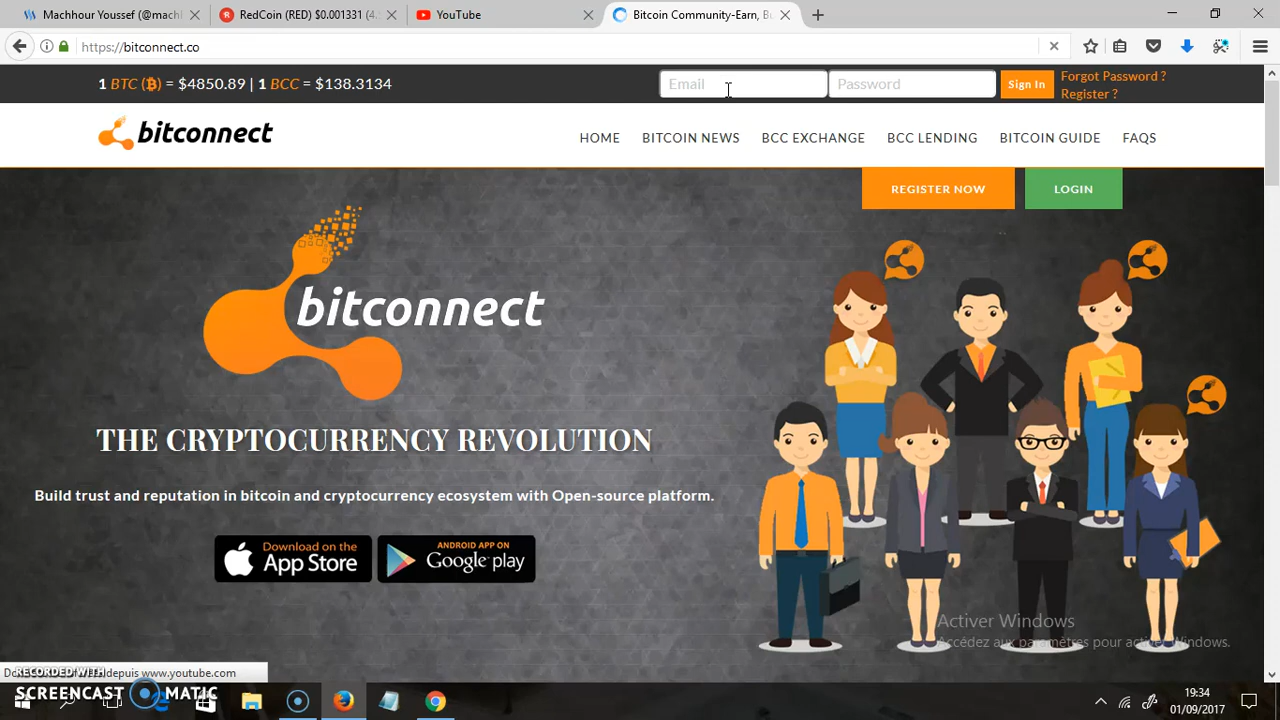 Machhour Youssef (@machl
RedCoin (RED) $0.001331 (4.
YouTube
Bitcoin Community-Earn, Bu
https://bitconnect.co
1 BTC (₿) = $4850.89 | 1 BCC = $138.3134
Email
Password
Sign In
Forgot Password ?
Register ?
bitconnect
HOME
BITCOIN NEWS
BCC EXCHANGE
BCC LENDING
BITCOIN GUIDE
FAQS
REGISTER NOW
LOGIN
bitconnect
THE CRYPTOCURRENCY REVOLUTION
Build trust and reputation in bitcoin and cryptocurrency ecosystem with Open-source platform.
Download on the
App Store
ANDROID APP ON
Google play
Activer Windows
Accédez aux paramètres pour activer Windows.
depuis www.youtube.com
RECORDED WITH
SCREENCAST MATIC
19:34
01/09/2017